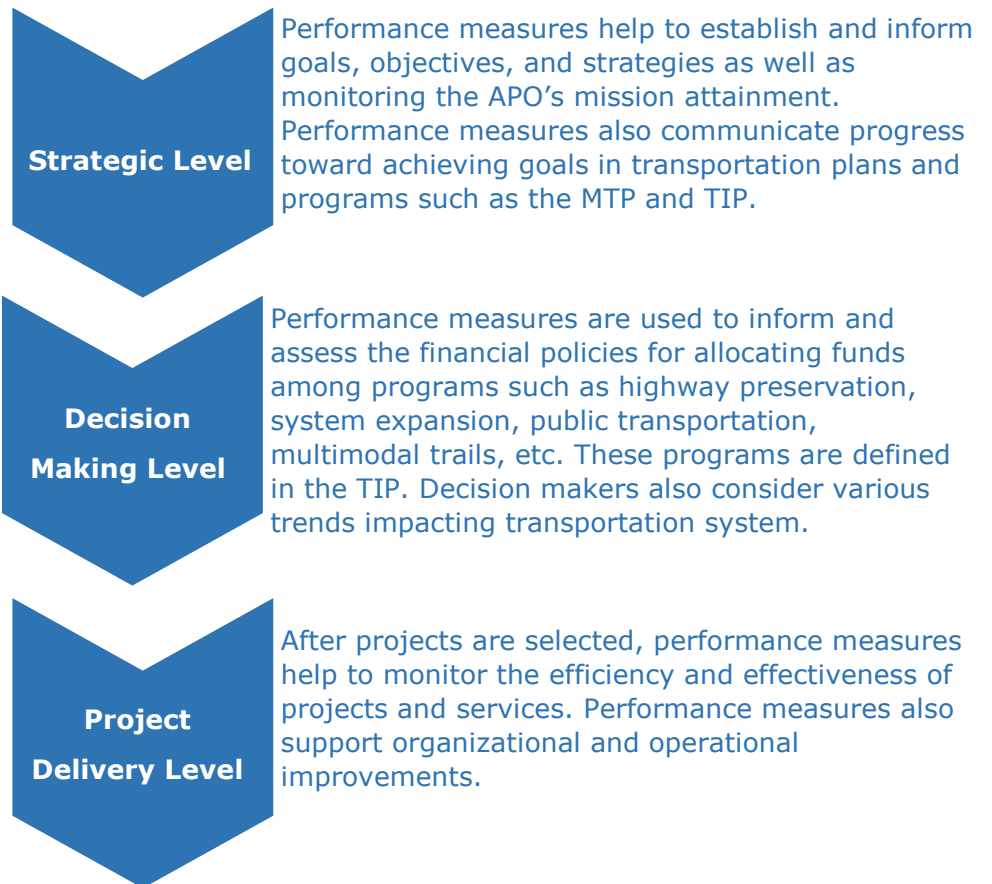 Strategic Level
Performance measures help to establish and inform
goals, objectives, and strategies as well as
monitoring the APO’s mission attainment.
Performance measures also communicate progress
toward achieving goals in transportation plans and
programs such as the MTP and TIP.
Decision
Making Level
Performance measures are used to inform and
assess the financial policies for allocating funds
among programs such as highway preservation,
system expansion, public transportation,
multimodal trails, etc. These programs are defined
in the TIP. Decision makers also consider various
trends impacting transportation system.
Project
Delivery Level
After projects are selected, performance measures
help to monitor the efficiency and effectiveness of
projects and services. Performance measures also
support organizational and operational
improvements.